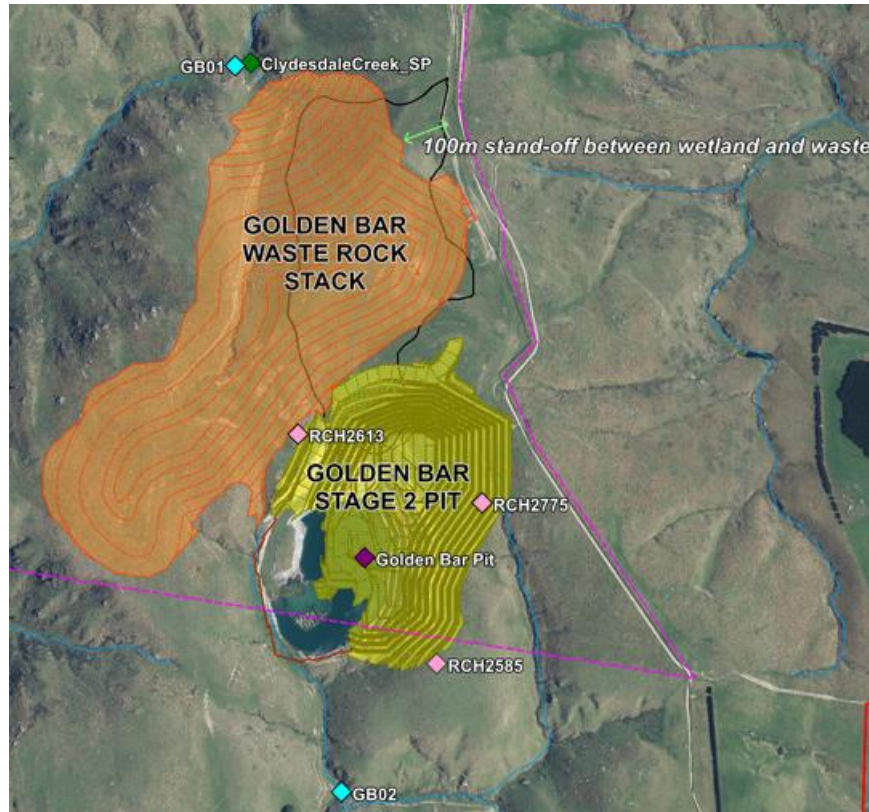 GB01
ClydesdaleCreek_SP
100m stand-off between wetland and waste
GOLDEN BAR
WASTE ROCK
STACK
RCH2613
GOLDEN BAR
STAGE 2 PIT
RCH2775
Golden Bar Pit
RCH2585
GB02